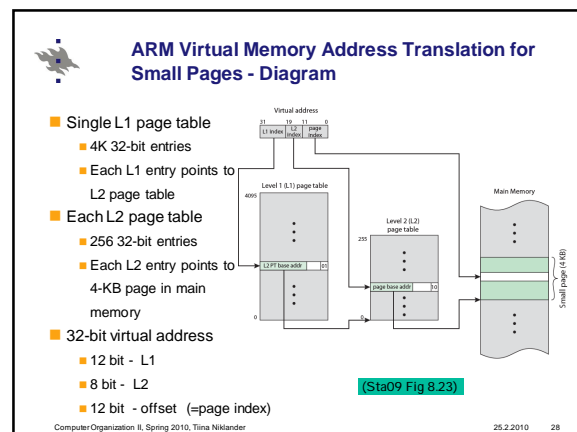 ARM Virtual Memory Address Translation for
Small Pages - Diagram
Single L1 page table
4K 32-bit entries
Each L1 entry points to
L2 page table
Each L2 page table
256 32-bit entries
Each L2 entry points to
4-KB page in main
memory
32-bit virtual address
12 bit - L1
8 bit - L2
12 bit - offset (=page index)
Virtual address
31 19 11 0
L1 index
L2
index
page
index
Level 1 (L1) page table
4095
L2 PT base addr 01
0
Level 2 (L2)
page table
255
page base addr 10
0
Main Memory
Small page (4 KB)
(Sta09 Fig 8.23)
Computer Organization II, Spring 2010, Tiina Niklander 25.2.2010 28